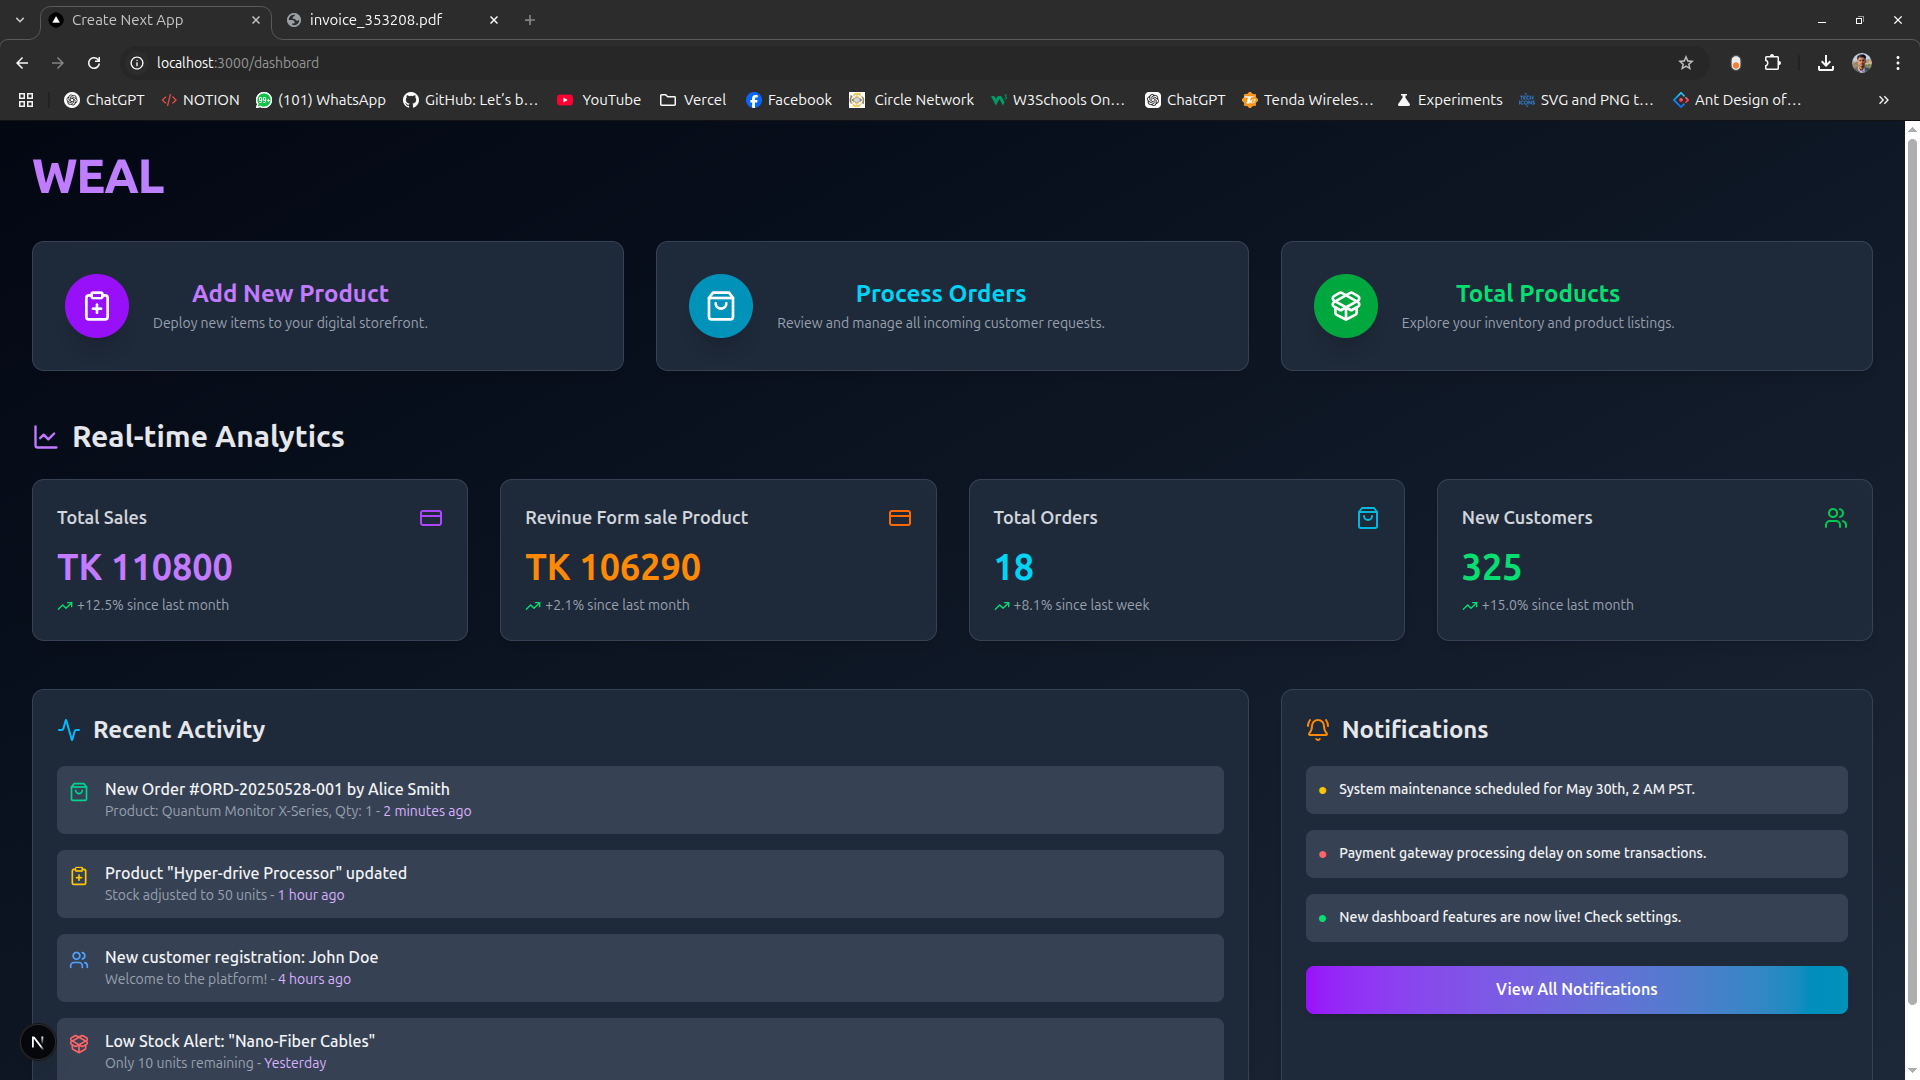 Create Next App
invoice_353208.pdf
localhost:3000/dashboard
ChatGPT
NOTION
99+
(101) WhatsApp
GitHub: Let's b...
YouTube
Vercel
Facebook
Circle Network
W3Schools On...
ChatGPT
Tenda Wireles...
Experiments
SVG and PNG t...
Ant Design of...
WEAL
Add New Product
Deploy new items to your digital storefront.
Process Orders
Review and manage all incoming customer requests.
Total Products
Explore your inventory and product listings.
Real-time Analytics
Total Sales
TK 110800
+12.5% since last month
Revinue Form sale Product
TK 106290
+2.1% since last month
Total Orders
18
+8.1% since last week
New Customers
325
+15.0% since last month
Recent Activity
New Order #ORD-20250528-001 by Alice Smith
Product: Quantum Monitor X-Series, Qty: 1 - 2 minutes ago
Product "Hyper-drive Processor" updated
Stock adjusted to 50 units - 1 hour ago
New customer registration: John Doe
Welcome to the platform! - 4 hours ago
Low Stock Alert: "Nano-Fiber Cables"
Only 10 units remaining - Yesterday
N
Notifications
System maintenance scheduled for May 30th, 2 AM PST.
Payment gateway processing delay on some transactions.
New dashboard features are now live! Check settings.
View All Notifications